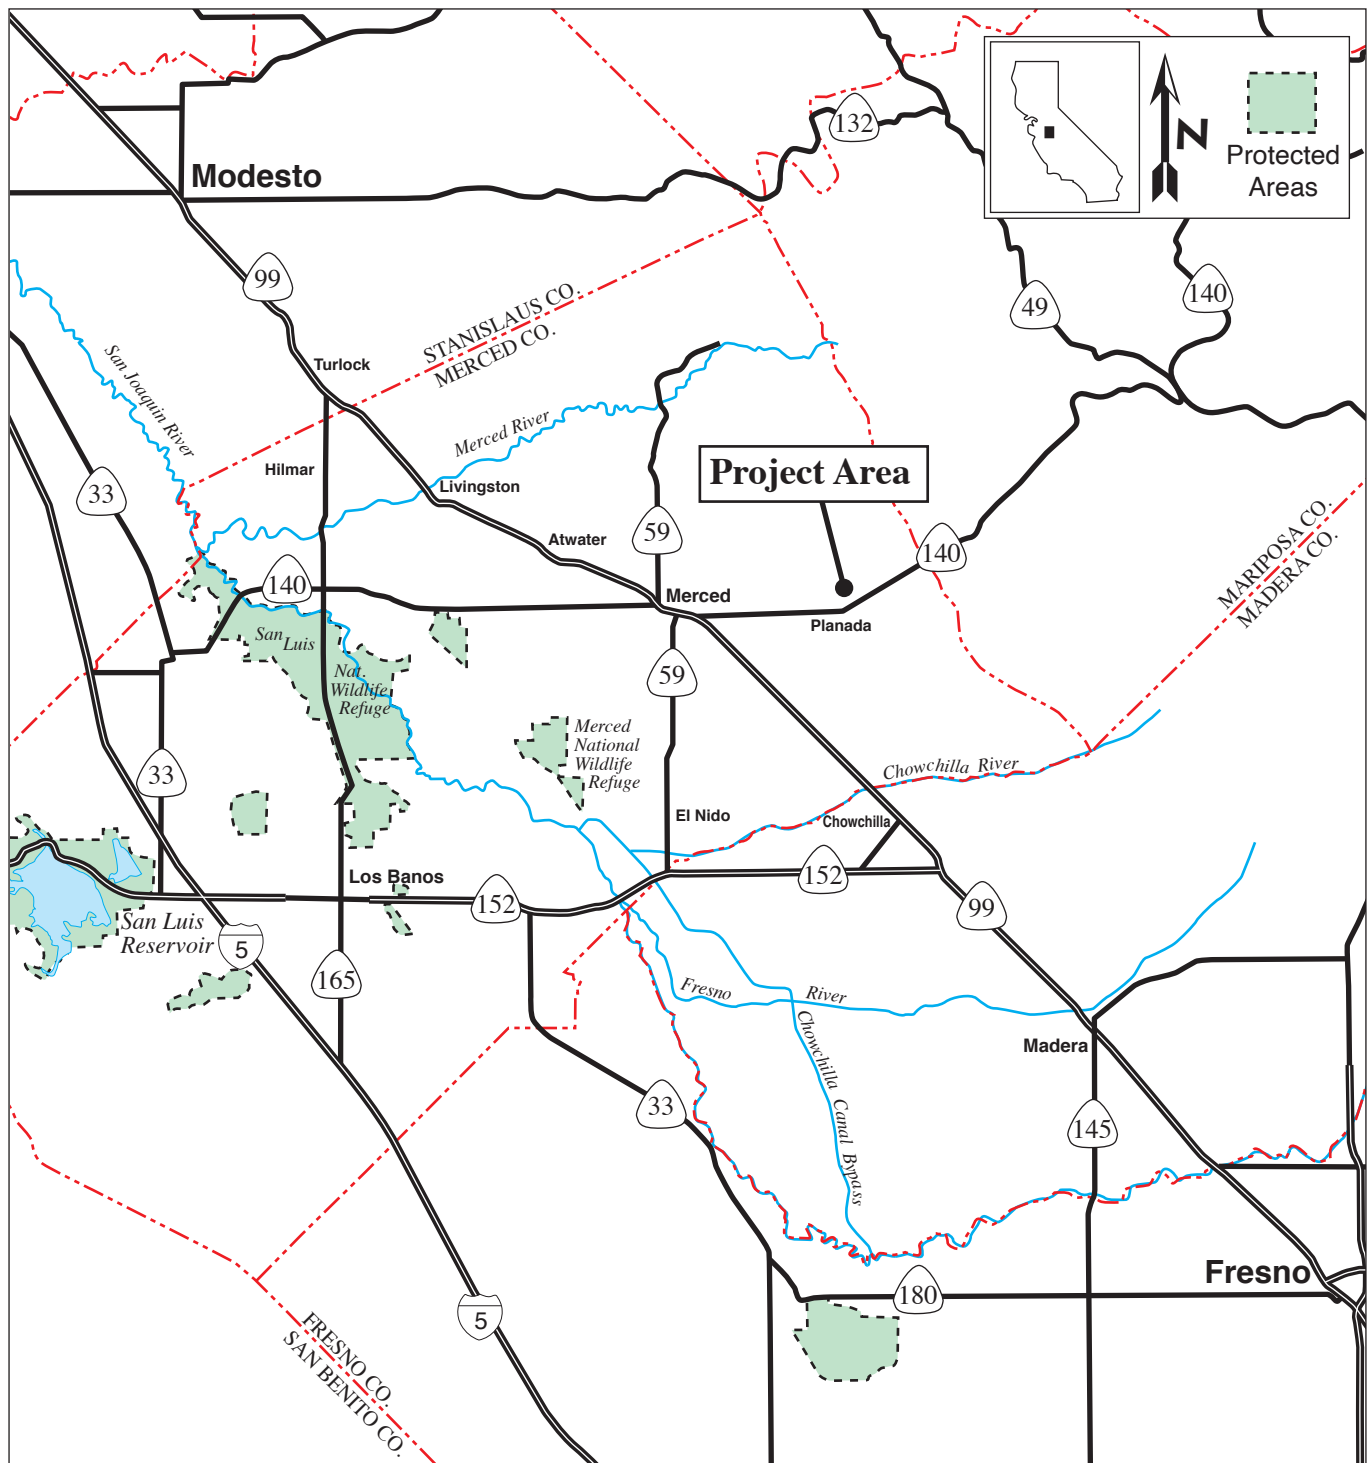 132
N
Protected
Areas
Modesto
99
49
140
STANISLAUS CO.
MERCED CO.
San Joaquin River
Turlock
Merced River
Hilmar
Livingston
Project Area
33
Atwater
59
140
MARIPOSA CO.
MADERA CO.
140
Merced
Planada
San Luis
Nat.
Wildlife
Refuge
59
Merced
National
Wildlife
Refuge
33
Chowchilla River
El Nido
Chowchilla
Los Banos
152
152
99
San Luis
Reservoir
5
165
Fresno River
Chowchilla Canal Bypass
Madera
33
145
Fresno
180
5
FRESNO CO.
SAN BENITO CO.